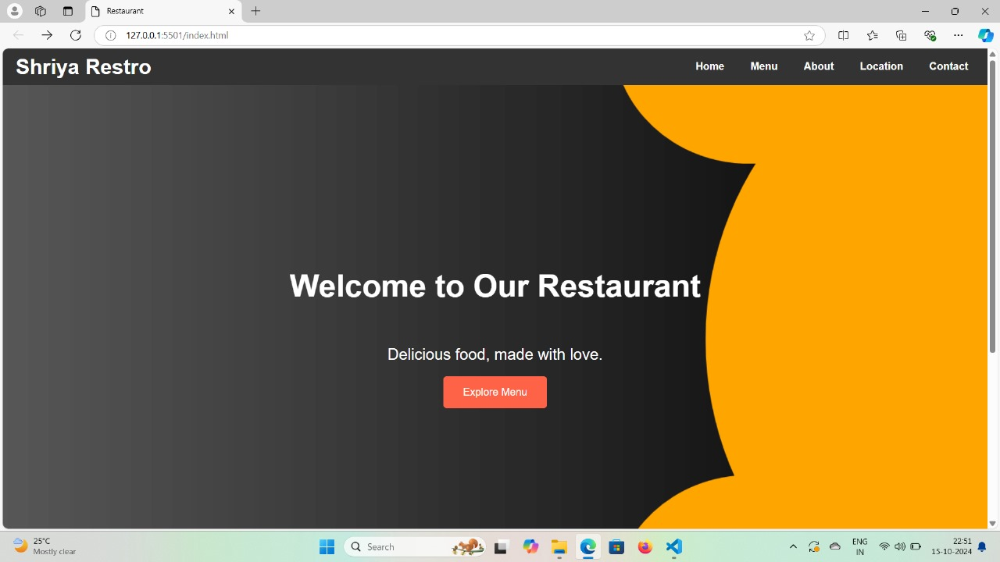 Restaurant
127.0.0.1:5501/index.html
Shriya Restro
Home Menu About Location Contact
Welcome to Our Restaurant
Delicious food, made with love.
Explore Menu
25°C
Mostly clear
Search
ENG
IN
22:51
15-10-2024